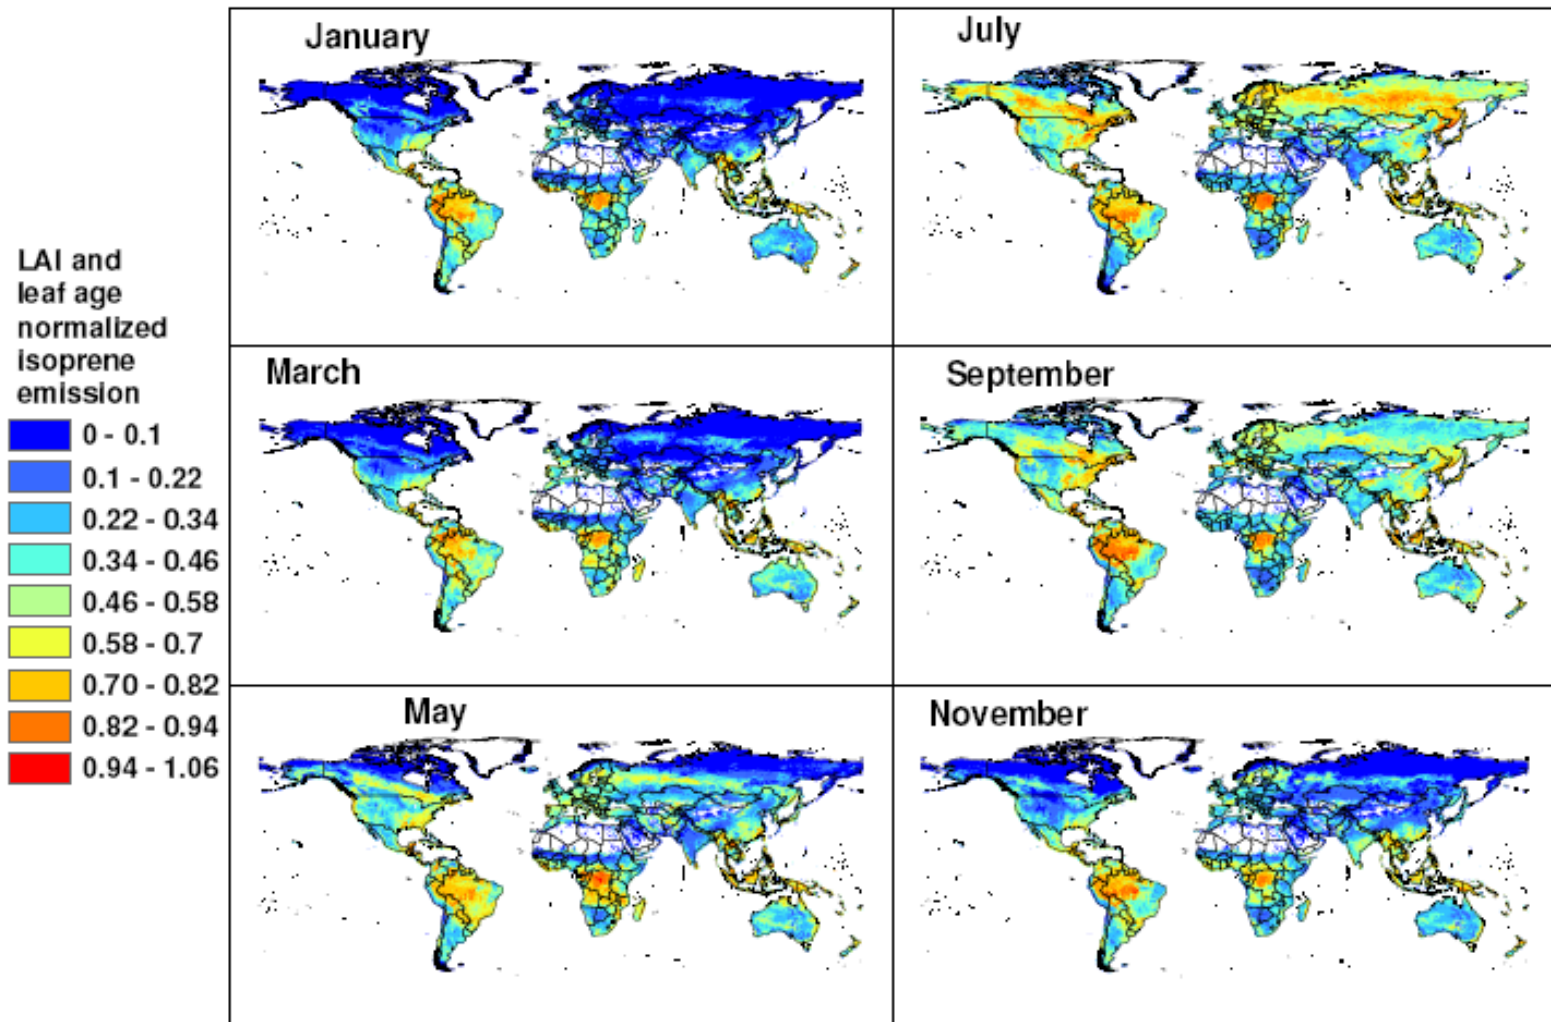 January
July
LAI and
leaf age
normalized
isoprene
emission
0 - 0.1
0.1 - 0.22
0.22 - 0.34
0.34 - 0.46
0.46 - 0.58
0.58 - 0.7
0.70 - 0.82
0.82 - 0.94
0.94 - 1.06
March
September
May
November